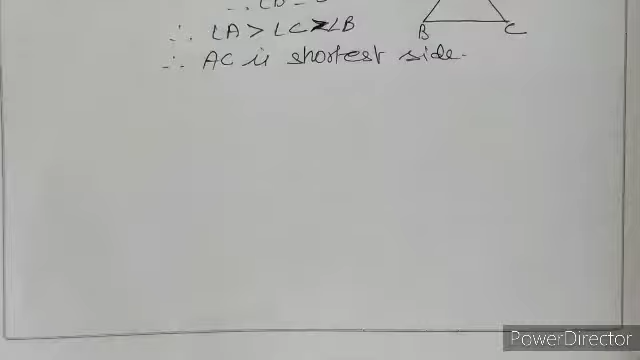 ∴ ∠A > ∠C > ∠B
B
C
∴ AC is shortest side.
PowerDirector